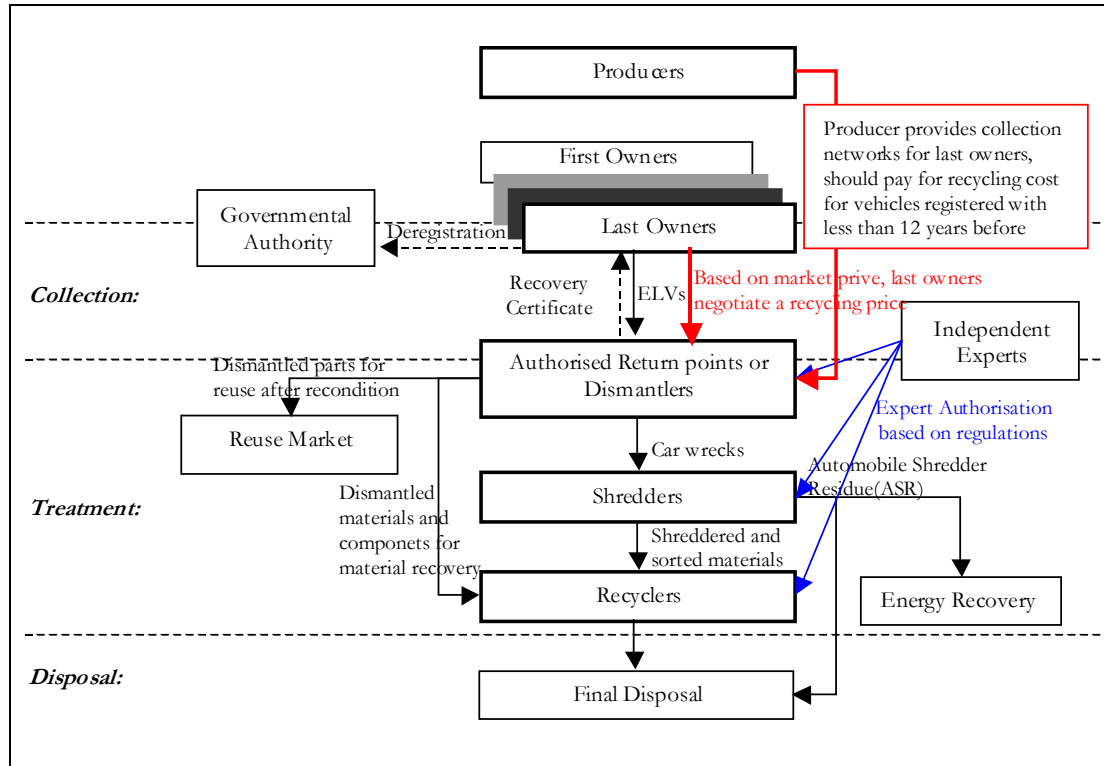 Producers
Producer provides collection
networks for last owners,
should pay for recycling cost
for vehicles registered with
less than 12 years before
First Owners
Governmental
Authority
Deregistration
Last Owners
Collection:
Recovery
Certificate
ELVs
Based on market prive, last owners
negotiate a recycling price
Independent
Experts
Authorised Return points or
Dismantlers
Dismantled parts for
reuse after recondition
Reuse Market
Expert Authorisation
based on regulations
Car wrecks
Automobile Shredder
Residue(ASR)
Treatment:
Shredders
Dismantled
materials and
componets for
material recovery
Shreddered and
sorted materials
Recyclers
Energy Recovery
Disposal:
Final Disposal